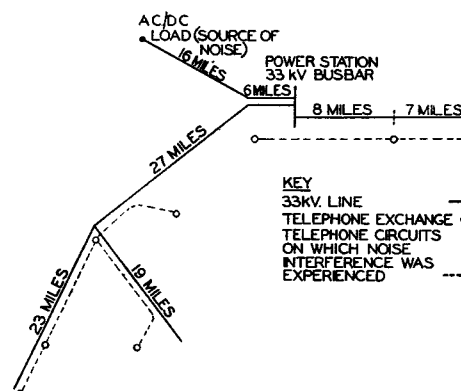 AC/DC
LOAD (SOURCE OF
NOISE)
16 MILES
POWER STATION
33 kV BUSBAR
6 MILES
8 MILES
7 MILES
27 MILES
KEY
33KV. LINE
TELEPHONE EXCHANGE
TELEPHONE CIRCUITS
ON WHICH NOISE
INTERFERENCE WAS
EXPERIENCED
23 MILES
19 MILES